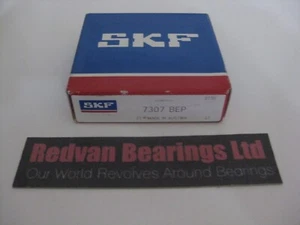 SKF
SKF
7307 BEP
Redvan Bearings Ltd
Our World Revolves Around Bearings